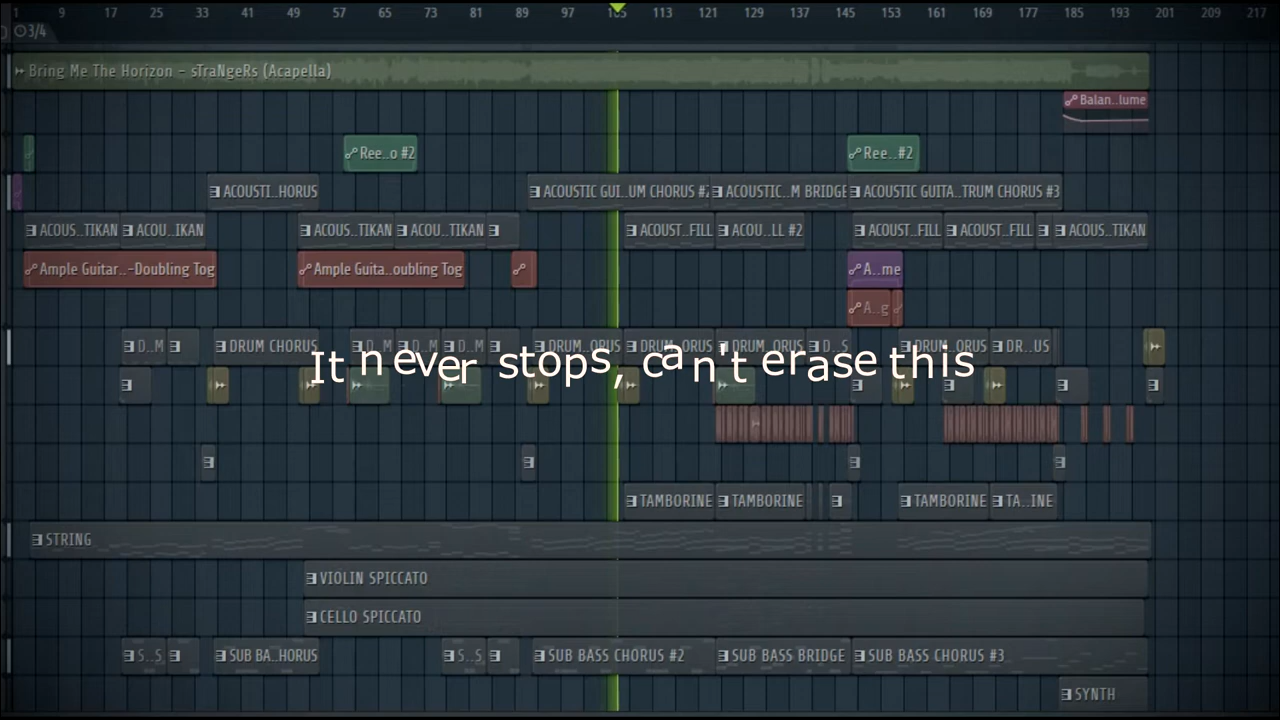 1 9 17 25 33 41 49 57 65 73 81 89 97 105 113 121 129 137 145 153 161 169 177 185 193 201 209 217
3/4
Bring Me The Horizon - sTraNgeRs (Acapella)
Balan..lume
Ree..o #2 Ree..#2
ACOUSTI..HORUS ACOUSTIC GUI..UM CHORUS #2 ACOUSTIC..M BRIDGE ACOUSTIC GUITA..TRUM CHORUS #3
ACOUS..TIKAN ACOU..IKAN ACOUS..TIKAN ACOU..TIKAN ACOUST..FILL ACOU..LL #2 ACOUST..FILL ACOUST..FILL ACOUS..TIKAN
Ample Guitar..-Doubling Tog Ample Guita..oubling Tog A..me
A..g
D..M DRUM CHORUS D..M D..M D..M DRUM..ORUS DRUM..ORUS DRUM..ORUS D..S DRUM..ORUS DR..US
It never stops, can't erase this
TAMBORINE TAMBORINE TAMBORINE TA..INE
STRING
VIOLIN SPICCATO
CELLO SPICCATO
S..S SUB BA..HORUS S..S SUB BASS CHORUS #2 SUB BASS BRIDGE SUB BASS CHORUS #3
SYNTH